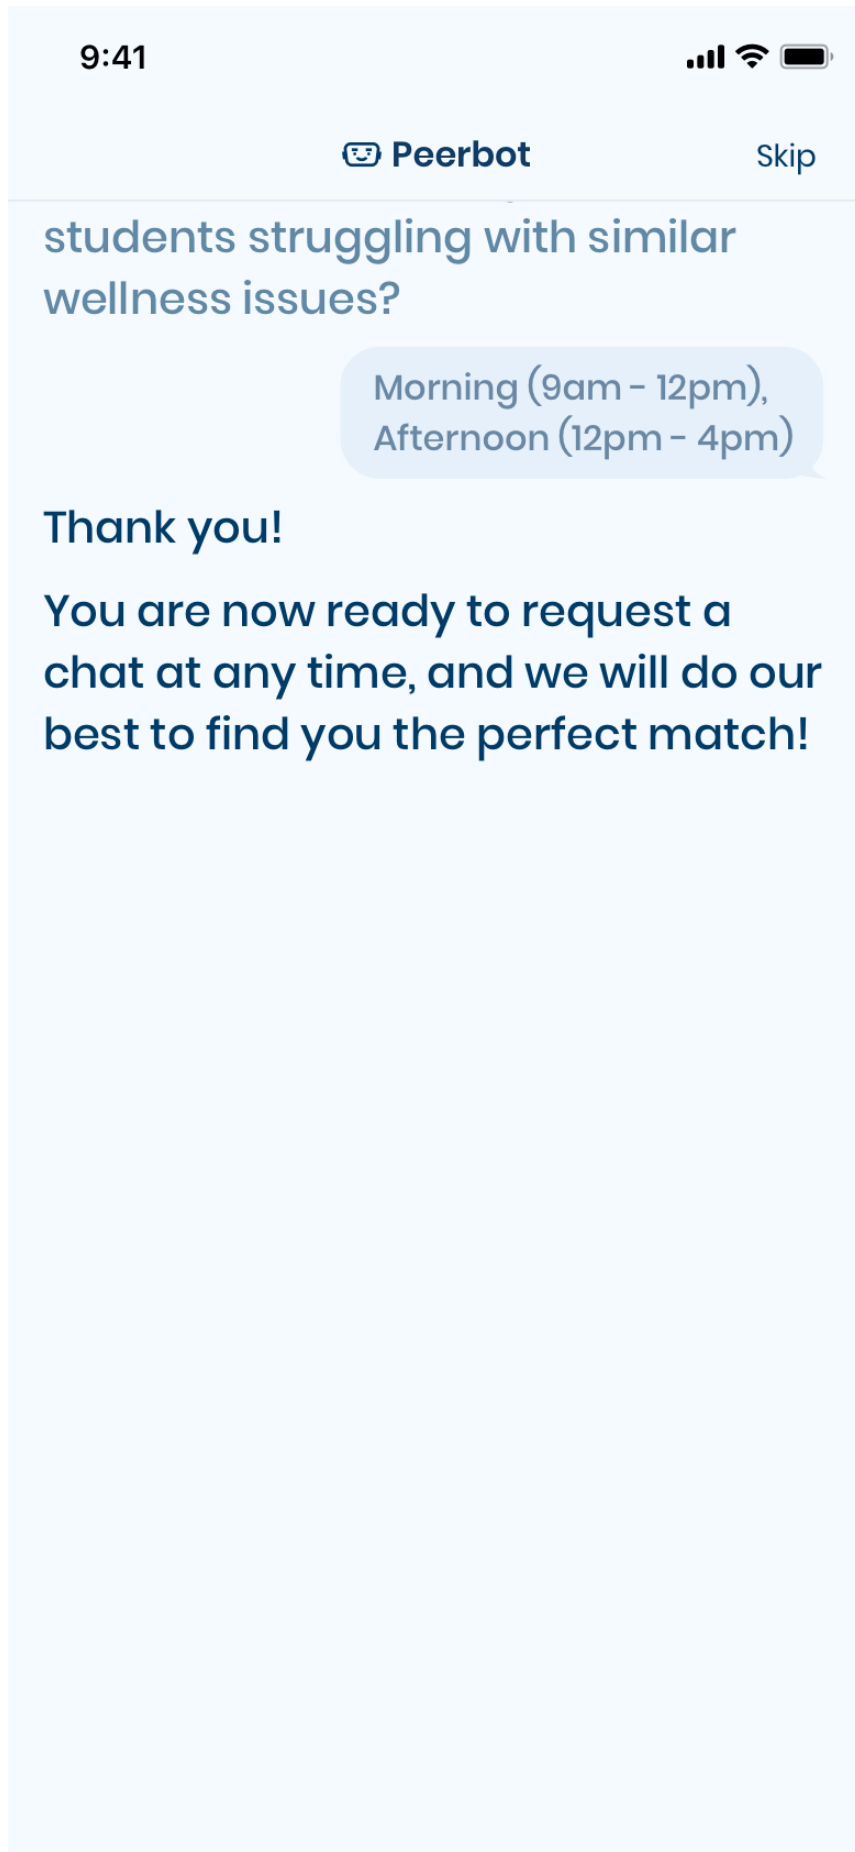 9:41
Peerbot
Skip
students struggling with similar
wellness issues?
Morning (9am - 12pm),
Afternoon (12pm - 4pm)
Thank you!
You are now ready to request a
chat at any time, and we will do our
best to find you the perfect match!